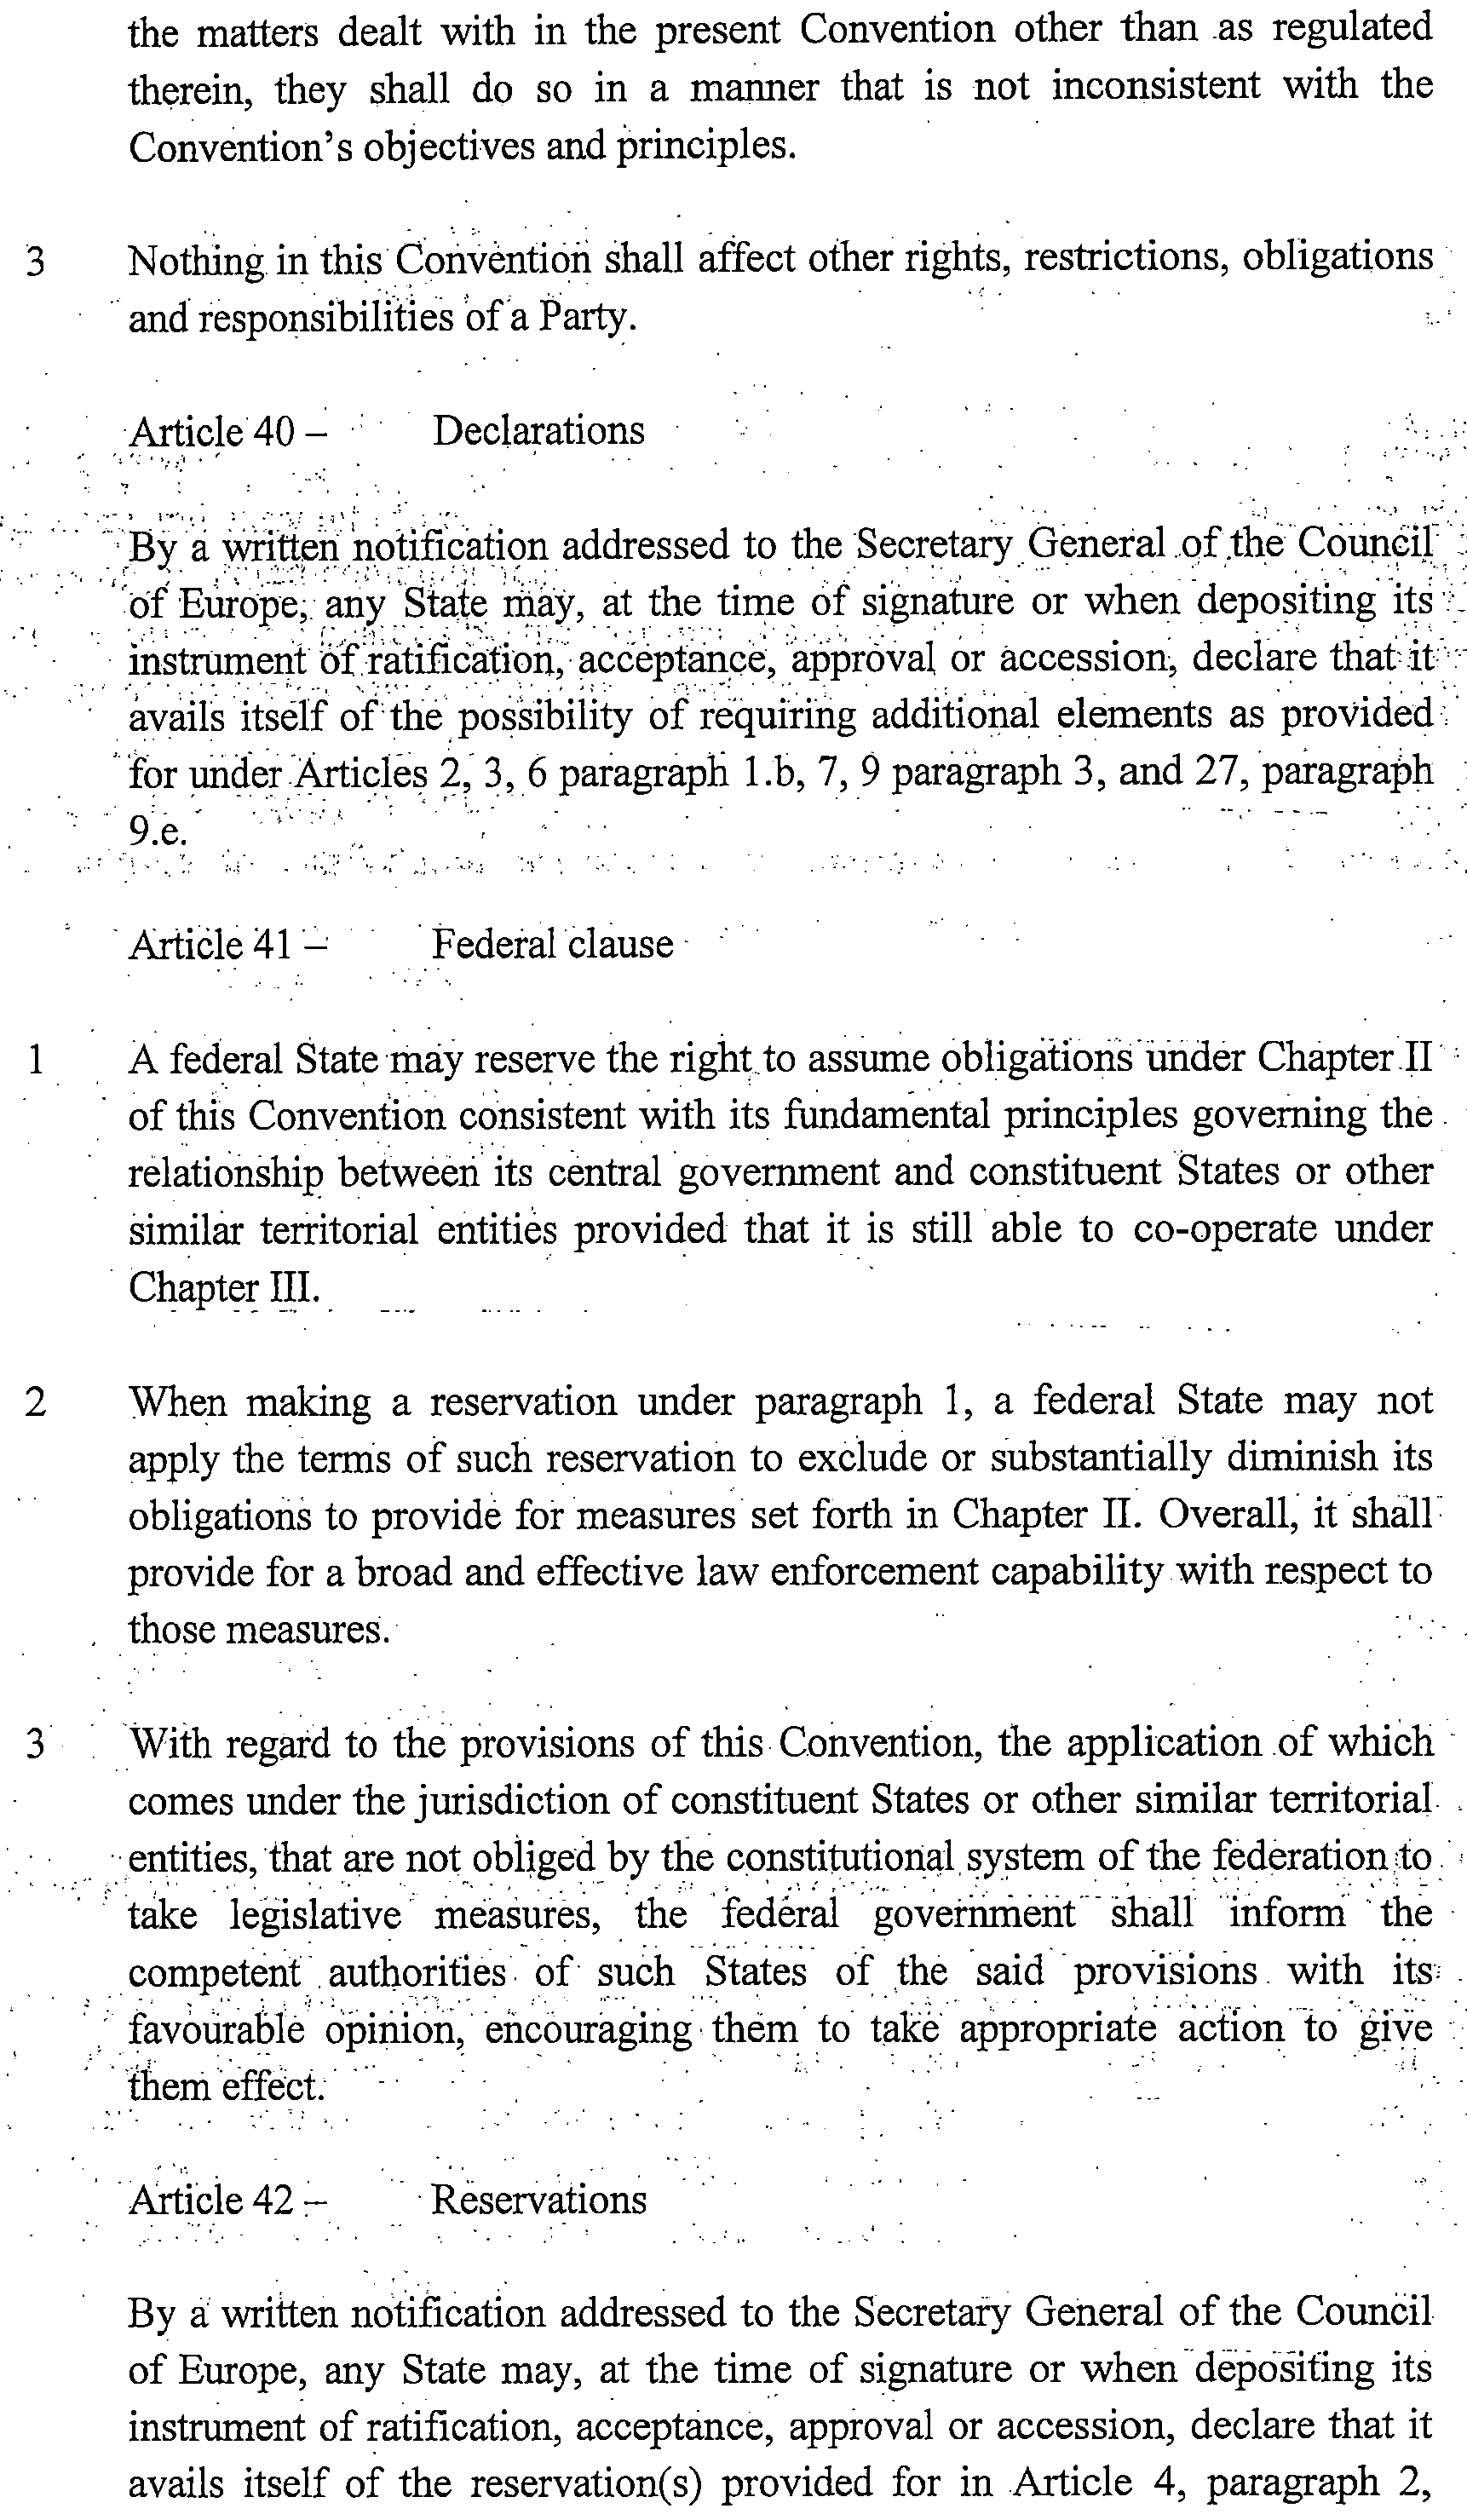 the matters dealt with in the present Convention other than as regulated
therein, they shall do so in a manner that is not inconsistent with the
Convention's objectives and principles.
3 Nothing in this Convention shall affect other rights, restrictions, obligations
and responsibilities of a Party.
Article 40 – Declarations
By a written notification addressed to the Secretary General of the Council
of Europe, any State may, at the time of signature or when depositing its
instrument of ratification, acceptance, approval or accession, declare that it
avails itself of the possibility of requiring additional elements as provided
for under Articles 2, 3, 6 paragraph 1.b, 7, 9 paragraph 3, and 27, paragraph
9.e.
Article 41 – Federal clause
1 A federal State may reserve the right to assume obligations under Chapter II
of this Convention consistent with its fundamental principles governing the
relationship between its central government and constituent States or other
similar territorial entities provided that it is still able to co-operate under
Chapter III.
2 When making a reservation under paragraph 1, a federal State may not
apply the terms of such reservation to exclude or substantially diminish its
obligations to provide for measures set forth in Chapter II. Overall, it shall
provide for a broad and effective law enforcement capability with respect to
those measures.
3 With regard to the provisions of this Convention, the application of which
comes under the jurisdiction of constituent States or other similar territorial
entities, that are not obliged by the constitutional system of the federation to
take legislative measures, the federal government shall inform the
competent authorities of such States of the said provisions with its
favourable opinion, encouraging them to take appropriate action to give
them effect.
Article 42 – Reservations
By a written notification addressed to the Secretary General of the Council
of Europe, any State may, at the time of signature or when depositing its
instrument of ratification, acceptance, approval or accession, declare that it
avails itself of the reservation(s) provided for in Article 4, paragraph 2,